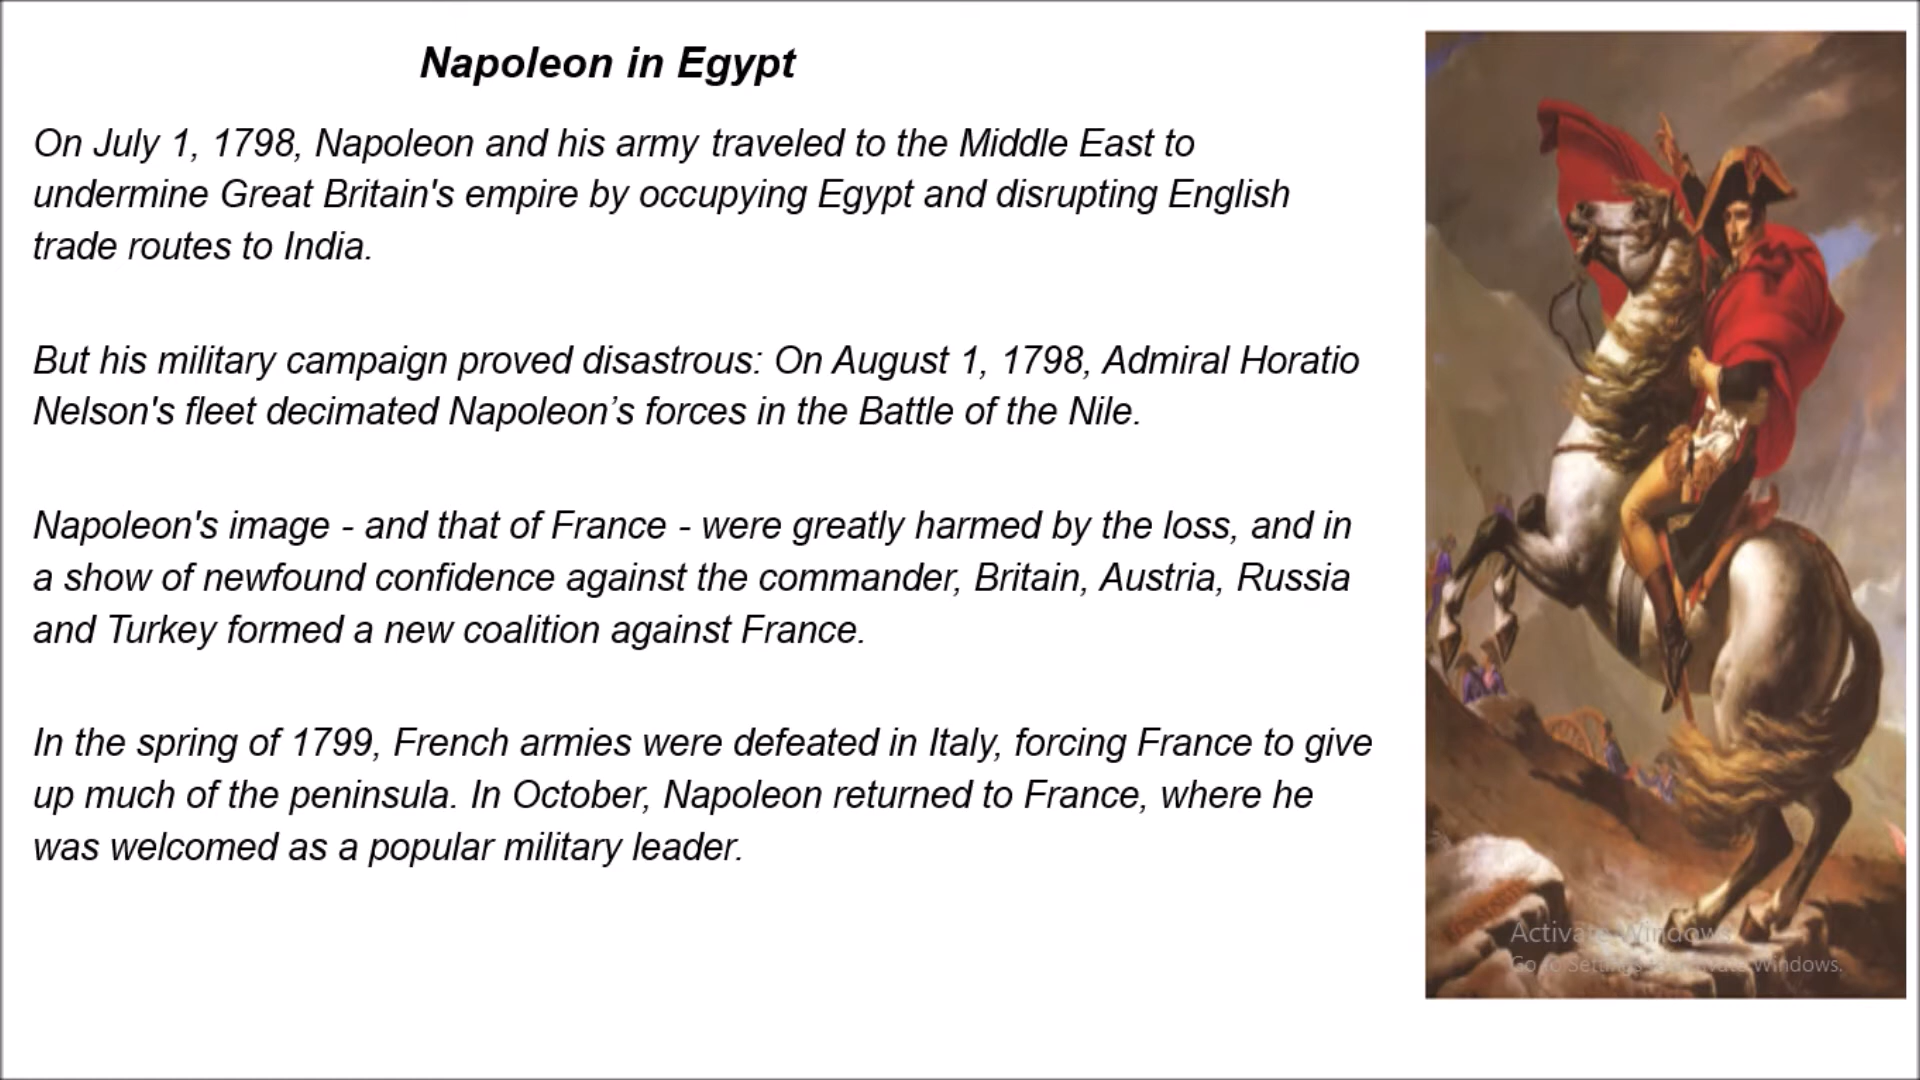 Napoleon in Egypt
On July 1, 1798, Napoleon and his army traveled to the Middle East to
undermine Great Britain's empire by occupying Egypt and disrupting English
trade routes to India.
But his military campaign proved disastrous: On August 1, 1798, Admiral Horatio
Nelson's fleet decimated Napoleon’s forces in the Battle of the Nile.
Napoleon's image - and that of France - were greatly harmed by the loss, and in
a show of newfound confidence against the commander, Britain, Austria, Russia
and Turkey formed a new coalition against France.
In the spring of 1799, French armies were defeated in Italy, forcing France to give
up much of the peninsula. In October, Napoleon returned to France, where he
was welcomed as a popular military leader.
Activate Windows
Go to Settings to activate Windows.